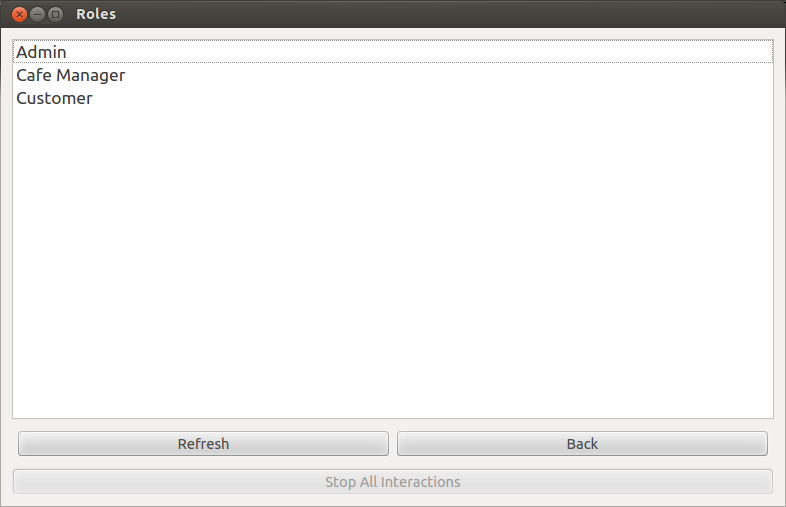 Roles
Admin
Cafe Manager
Customer
Refresh
Back
Stop All Interactions